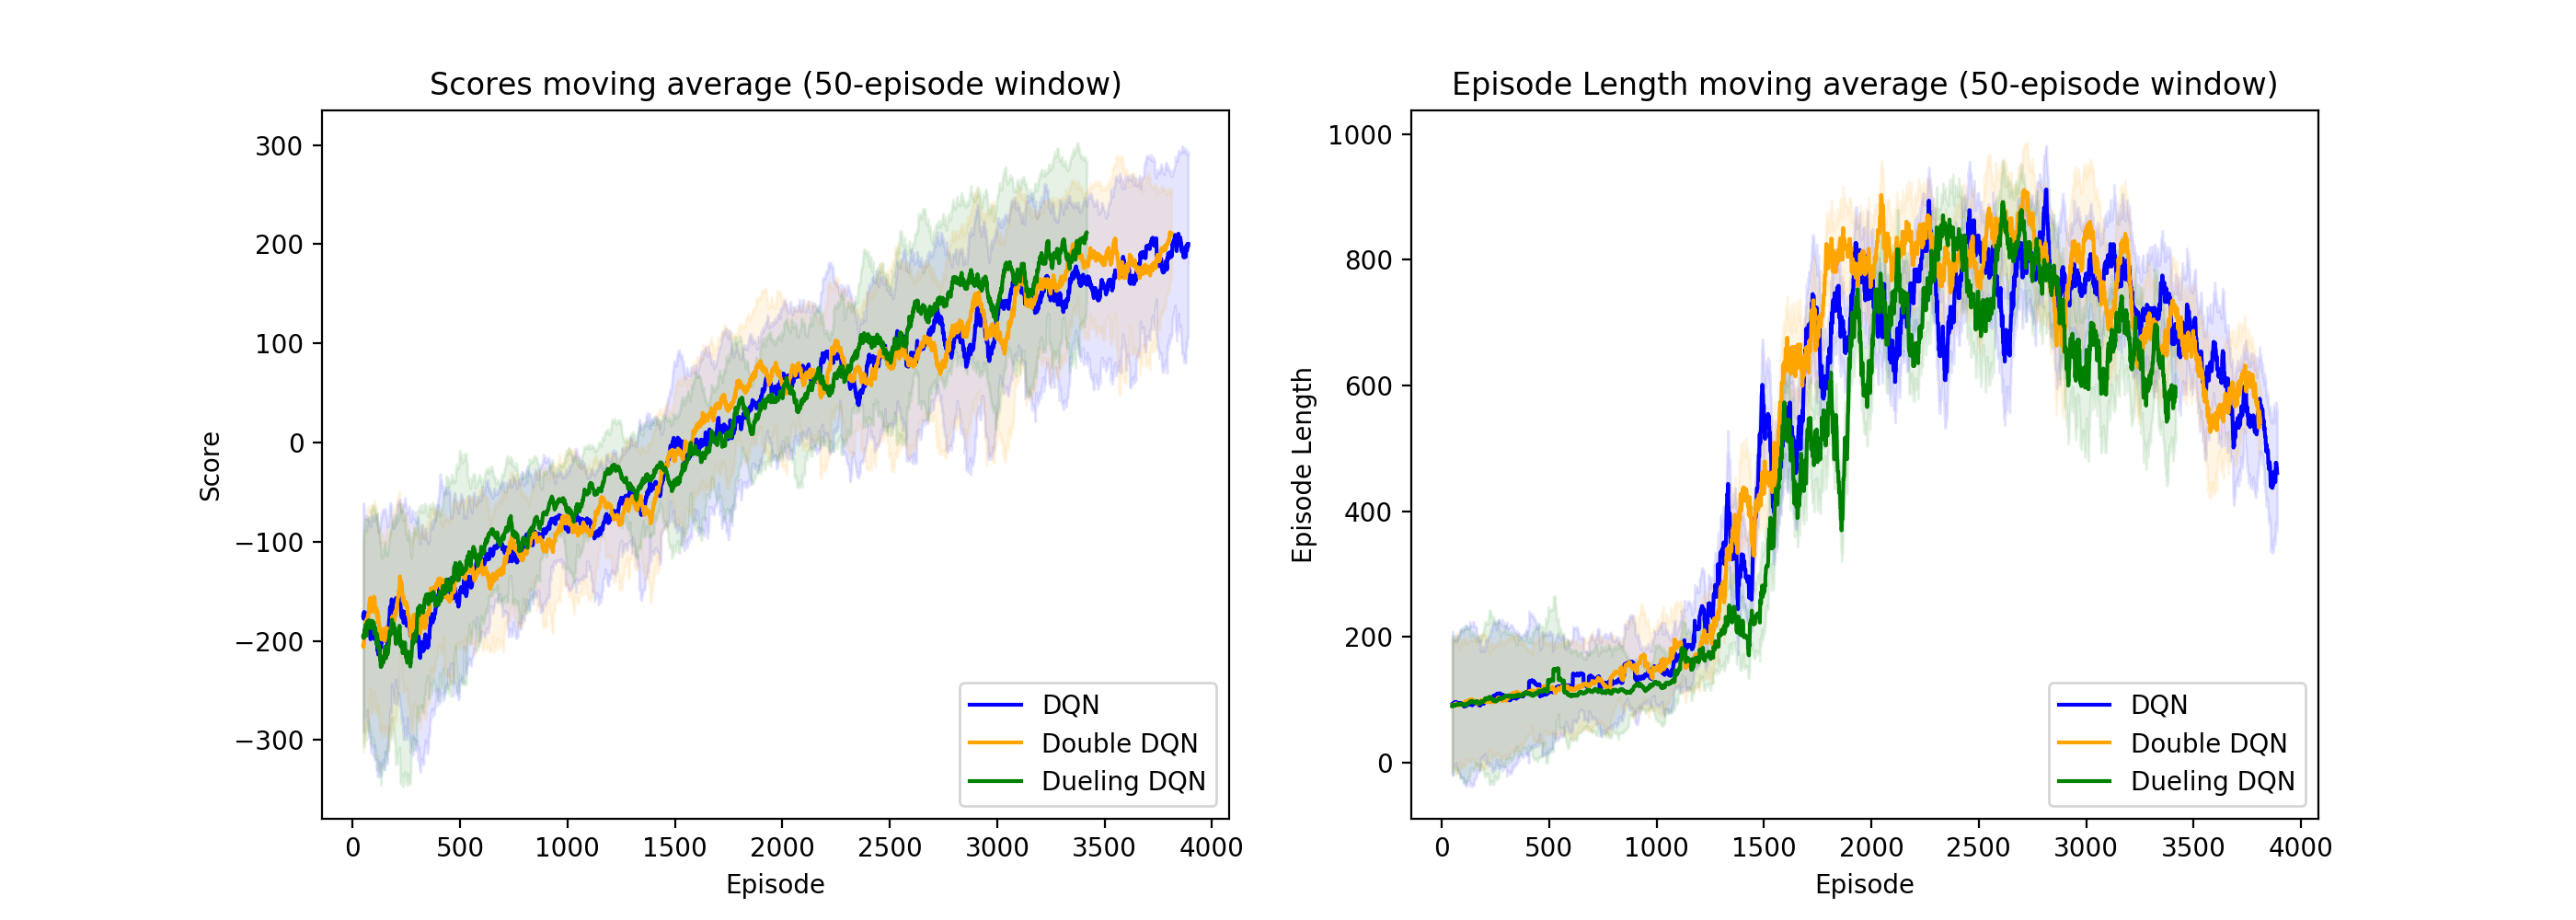 Scores moving average (50-episode window)
300
200
100
0
−100
−200
−300
Score
0 500 1000 1500 2000 2500 3000 3500 4000
Episode
DQN
Double DQN
Dueling DQN
Episode Length moving average (50-episode window)
1000
800
600
400
200
0
Episode Length
0 500 1000 1500 2000 2500 3000 3500 4000
Episode
DQN
Double DQN
Dueling DQN